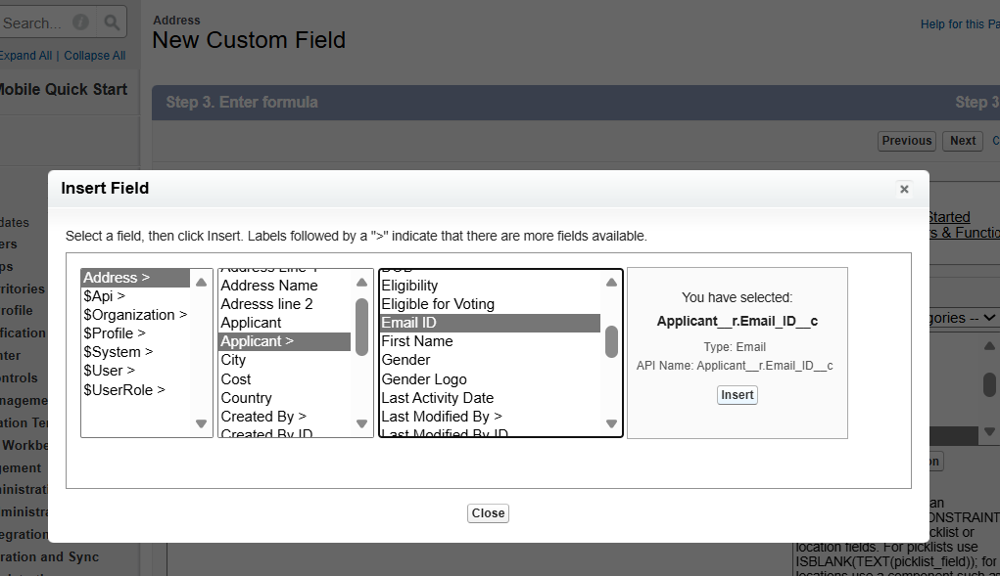 Search...
Expand All | Collapse All
Mobile Quick Start
Address
New Custom Field
Help for this Pa
Step 3. Enter formula
Step 3
Previous
Next
Insert Field
×
Select a field, then click Insert. Labels followed by a ">" indicate that there are more fields available.
Address >
$Api >
$Organization >
$Profile >
$System >
$User >
$UserRole >
Address Line 1
Address Name
Adresss line 2
Applicant
Applicant >
City
Cost
Country
Created By >
Created By ID
DOB
Eligibility
Eligible for Voting
Email ID
First Name
Gender
Gender Logo
Last Activity Date
Last Modified By >
Last Modified By ID
You have selected:
Applicant__r.Email_ID__c
Type: Email
API Name: Applicant__r.Email_ID__c
Insert
Close
dates
ers
ps
rritories
rofile
fication
nter
ontrols
anageme
ation Te
Workbe
gement
ministrat
dministra
egration
ration and Sync
Started
rs & Functio
gories --
on
an
ONSTRAINT
cklist or
location fields. For picklists use
ISBLANK(TEXT(picklist_field)); for
locations use a component such as